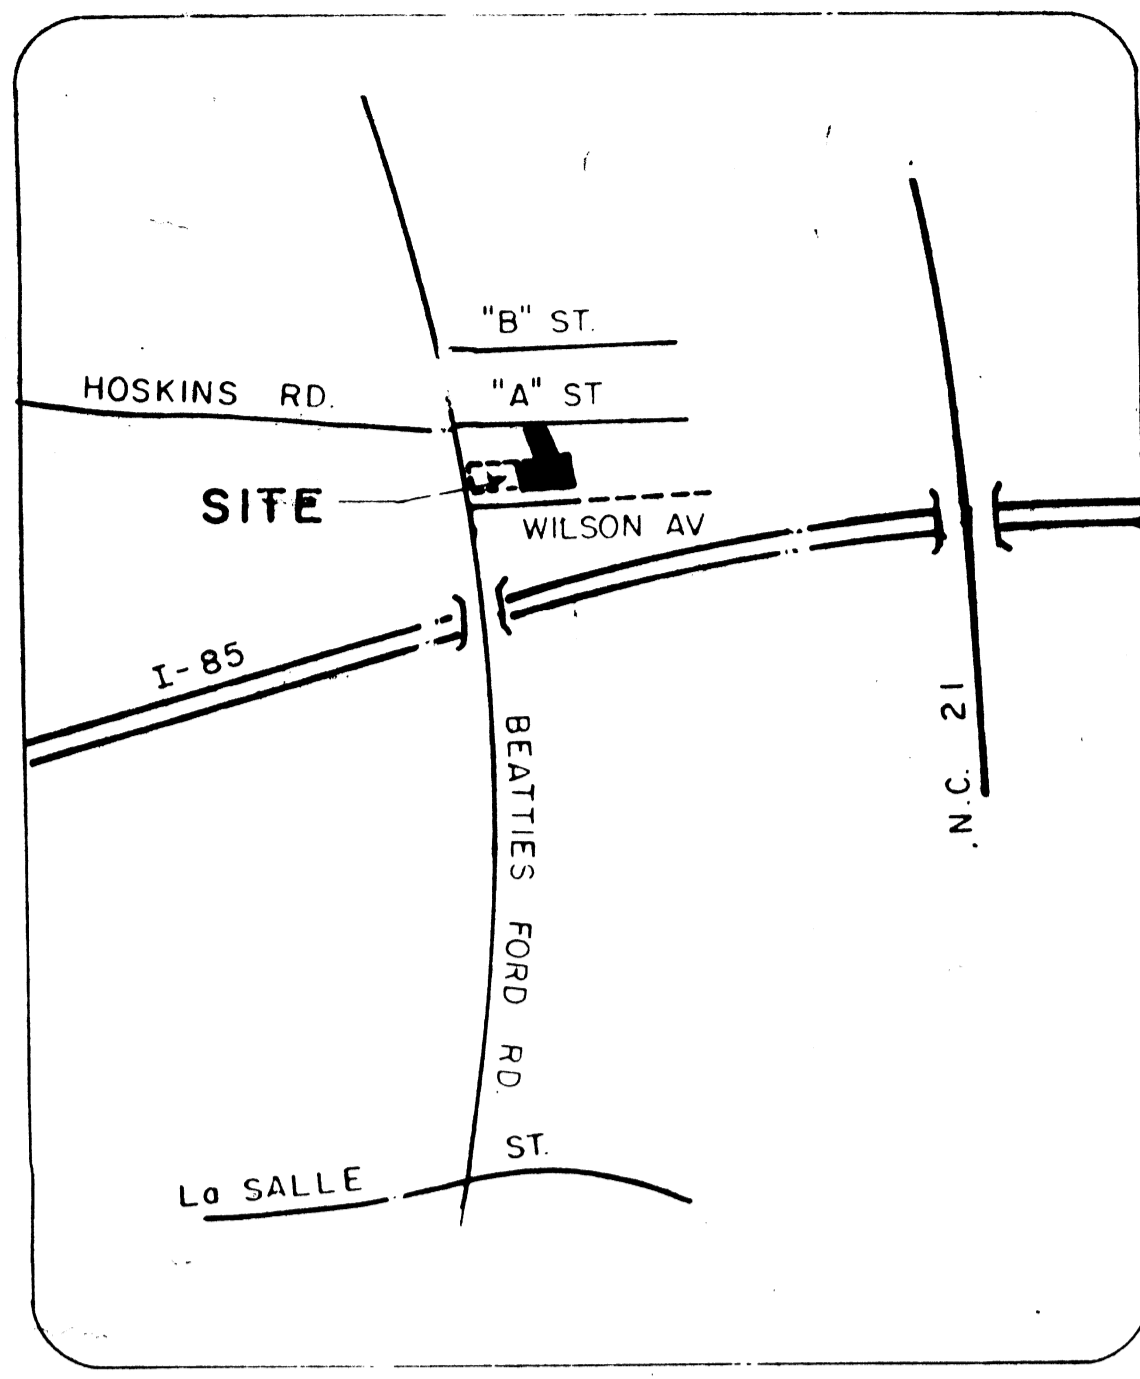 "B" ST.
HOSKINS RD.
"A" ST
SITE
WILSON AV
I-85
N.C. 21
BEATTIES FORD RD.
La SALLE ST.